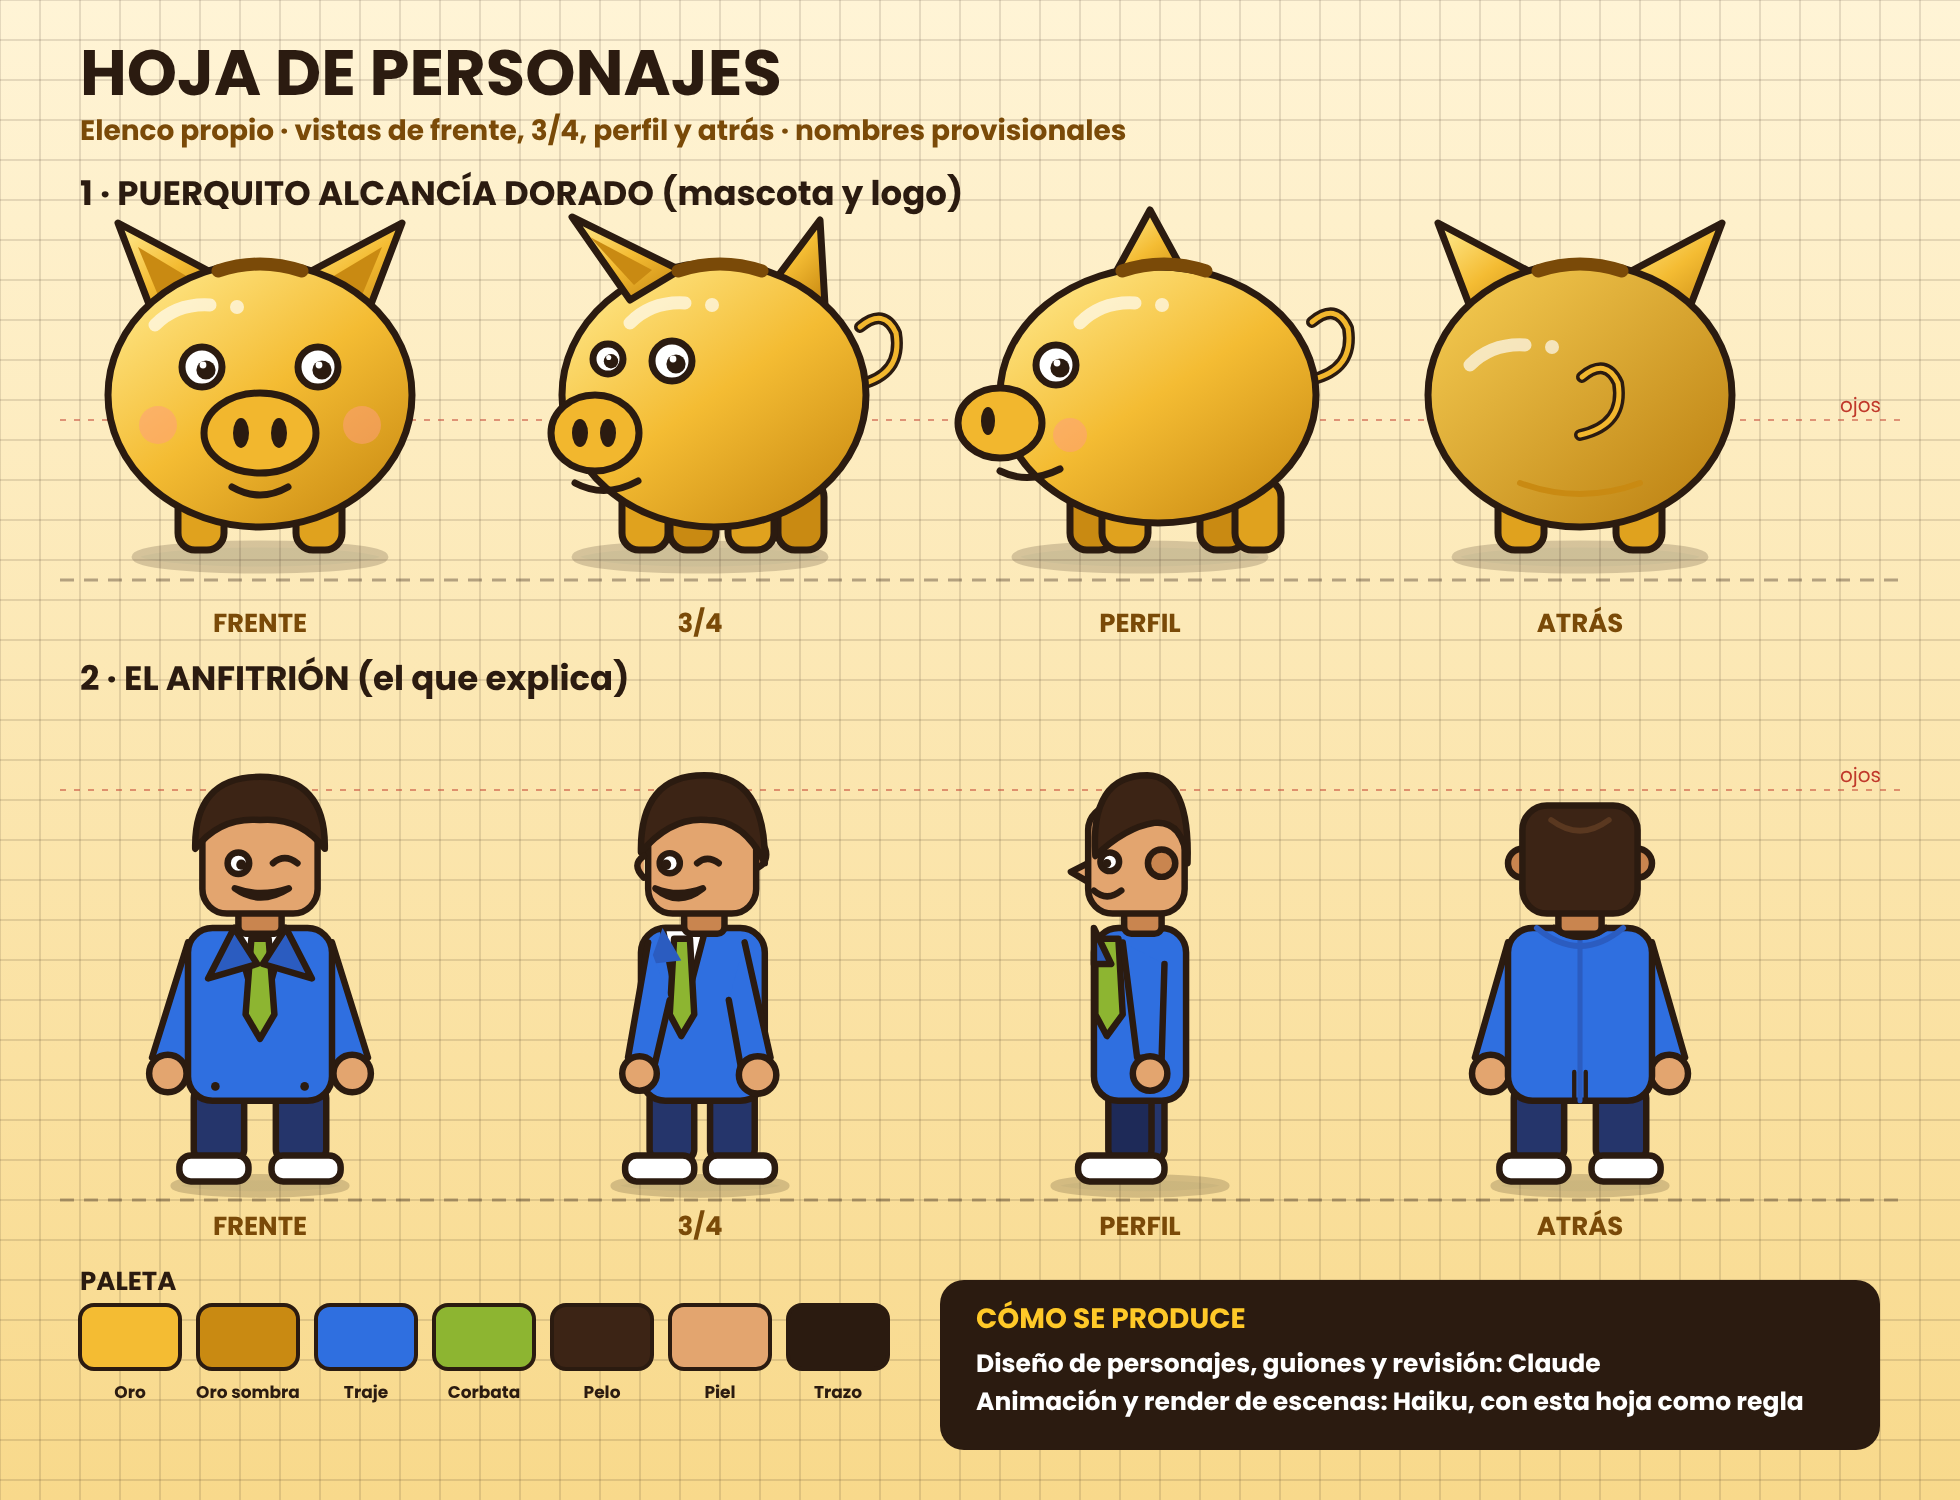 HOJA DE PERSONAJES
Elenco propio · vistas de frente, 3/4, perfil y atrás · nombres provisionales
1 · PUERQUITO ALCANCÍA DORADO (mascota y logo)
ojos
FRENTE
3/4
PERFIL
ATRÁS
2 · EL ANFITRIÓN (el que explica)
ojos
FRENTE
3/4
PERFIL
ATRÁS
PALETA
Oro
Oro sombra
Traje
Corbata
Pelo
Piel
Trazo
CÓMO SE PRODUCE
Diseño de personajes, guiones y revisión: Claude
Animación y render de escenas: Haiku, con esta hoja como regla